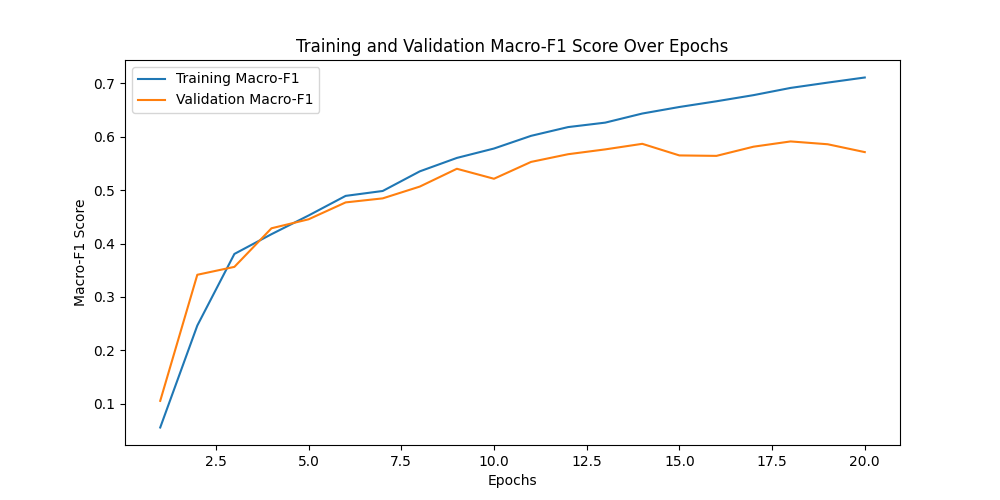 Training and Validation Macro-F1 Score Over Epochs
Training Macro-F1
Validation Macro-F1
Macro-F1 Score
0.7
0.6
0.5
0.4
0.3
0.2
0.1
2.5 5.0 7.5 10.0 12.5 15.0 17.5 20.0
Epochs